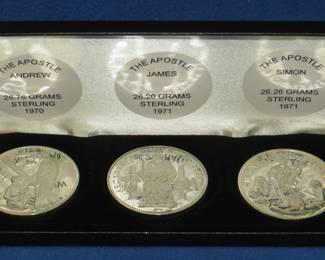 THE APOSTLE
ANDREW
26.76 GRAMS
STERLING
1970
THE APOSTLE
JAMES
26.20 GRAMS
STERLING
1971
THE APOSTLE
SIMON
26.26 GRAMS
STERLING
1971